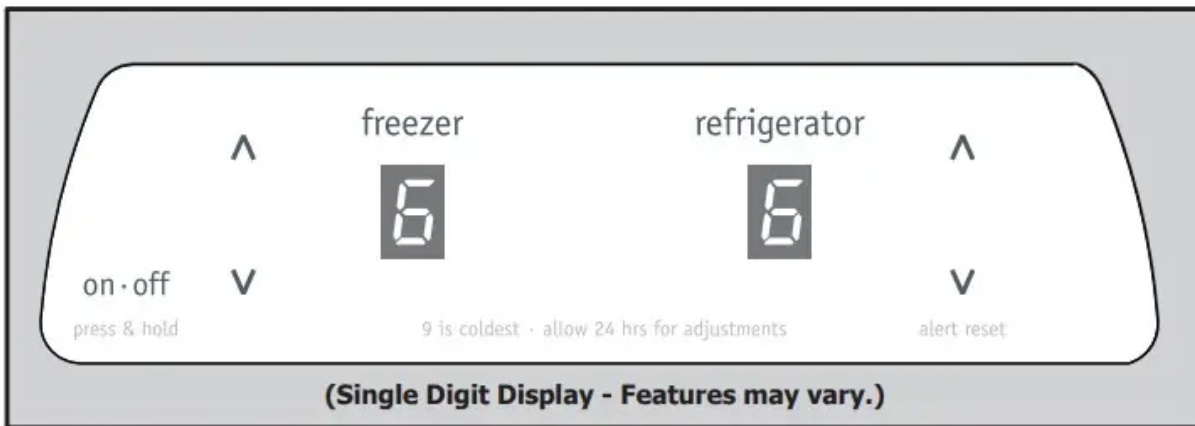 freezer refrigerator
∧ ∧
6 6
on·off ∨ ∨
press & hold 9 is coldest · allow 24 hrs for adjustments alert reset
(Single Digit Display - Features may vary.)